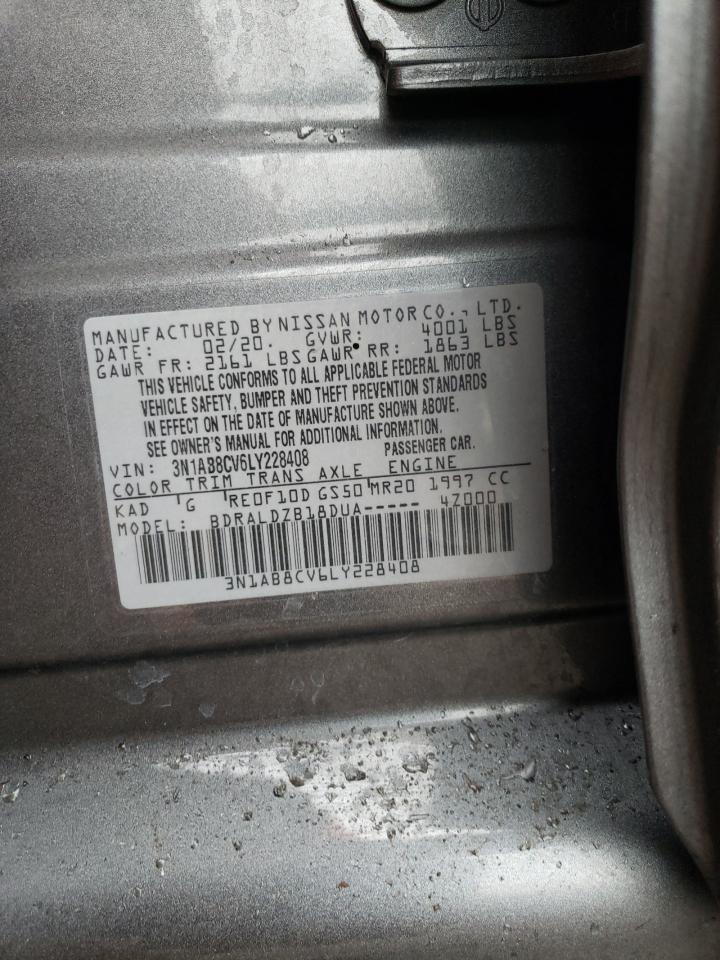 MANUFACTURED BY NISSAN MOTOR CO., LTD.
DATE: 02/20. GVWR: 4001 LBS
GAWR FR: 2161 LBS GAWR RR: 1863 LBS
THIS VEHICLE CONFORMS TO ALL APPLICABLE FEDERAL MOTOR
VEHICLE SAFETY, BUMPER AND THEFT PREVENTION STANDARDS
IN EFFECT ON THE DATE OF MANUFACTURE SHOWN ABOVE.
SEE OWNER'S MANUAL FOR ADDITIONAL INFORMATION.
VIN: 3N1AB8CV6LY228408 PASSENGER CAR.
COLOR TRIM TRANS AXLE ENGINE
KAD G RE0F10D GS50 MR20 1997 CC
MODEL: BDRALDZB18DUA----- 4Z000
3N1AB8CV6LY228408